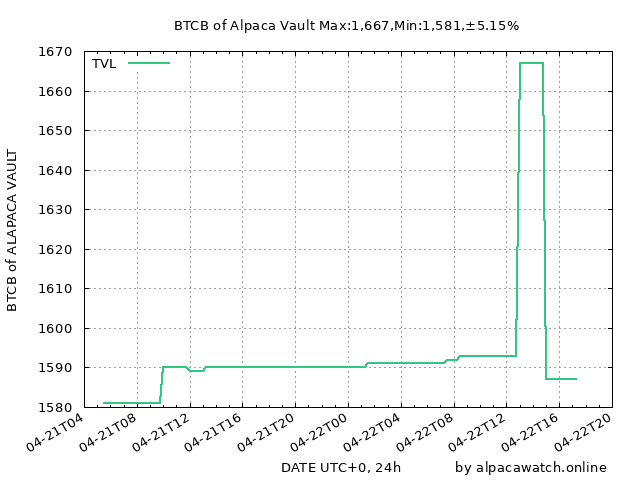 BTCB of Alpaca Vault Max:1,667,Min:1,581,±5.15%
TVL
BTCB of ALAPACA VAULT
1670
1660
1650
1640
1630
1620
1610
1600
1590
1580
04-21T04
04-21T08
04-21T12
04-21T16
04-21T20
04-22T00
04-22T04
04-22T08
04-22T12
04-22T16
04-22T20
DATE UTC+0, 24h
by alpacawatch.online